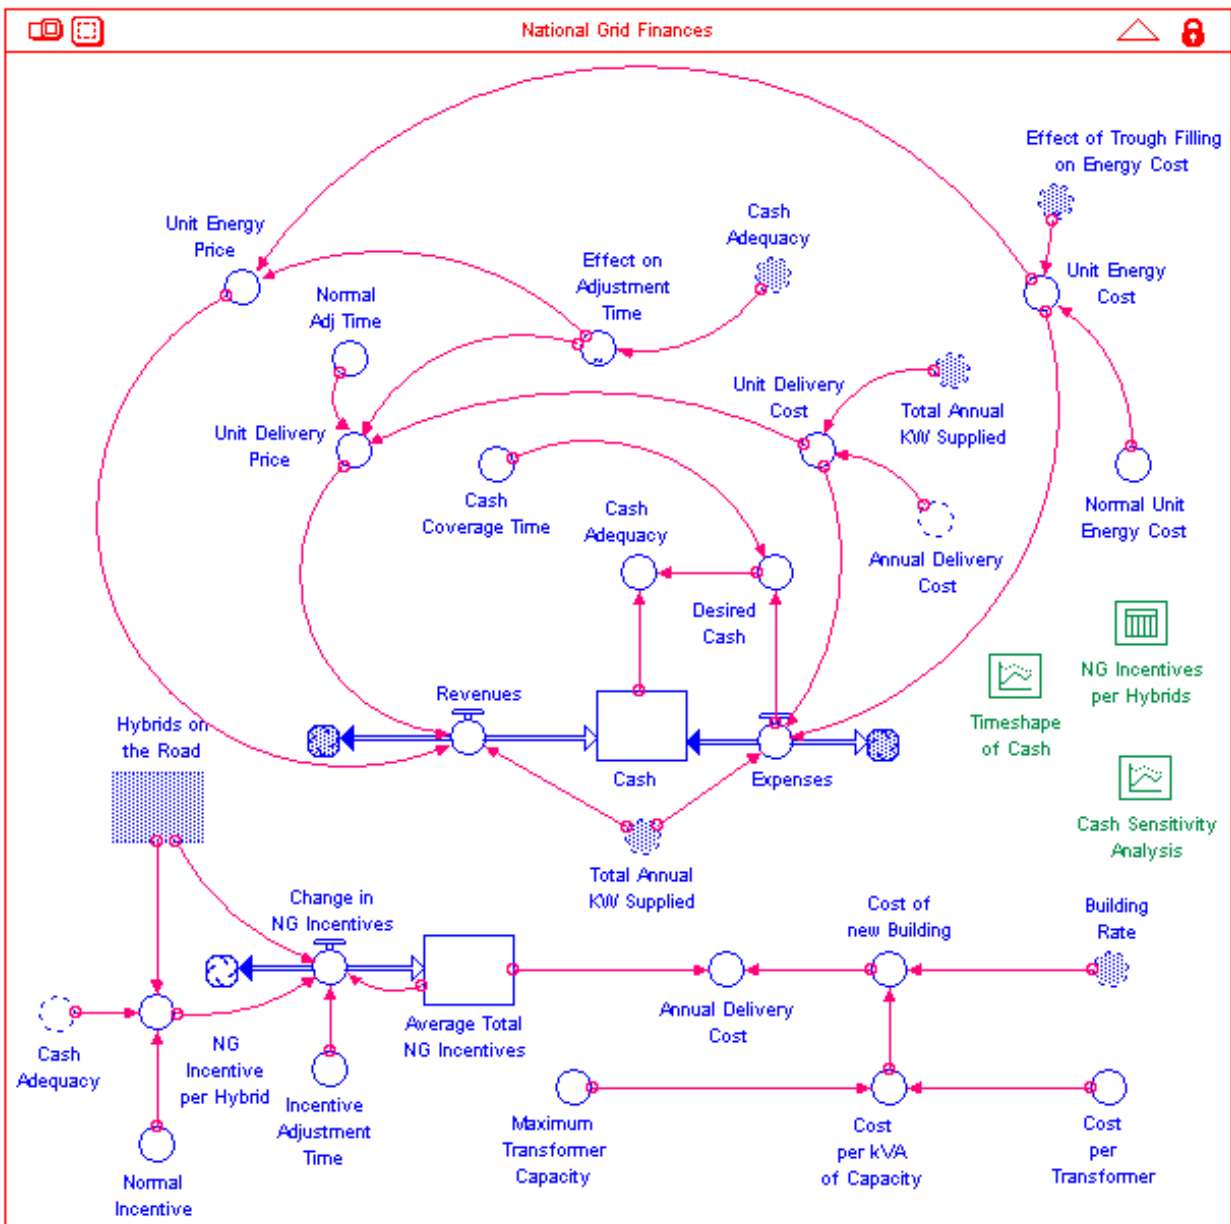 National Grid Finances
Effect of Trough Filling
on Energy Cost
Unit Energy
Price
Cash
Adequacy
Effect on
Adjustment
Time
Unit Energy
Cost
Normal
Adj Time
Unit Delivery
Cost
Total Annual
KW Supplied
Unit Delivery
Price
Cash
Coverage Time
Cash
Adequacy
Normal Unit
Energy Cost
Annual Delivery
Cost
Desired
Cash
NG Incentives
per Hybrids
Timeshape
of Cash
Revenues
Hybrids on
the Road
Cash
Expenses
Cash Sensitivity
Analysis
Total Annual
KW Supplied
Change in
NG Incentives
Cost of
new Building
Building
Rate
Average Total
NG Incentives
Annual Delivery
Cost
Cash
Adequacy
NG
Incentive
per Hybrid
Incentive
Adjustment
Time
Maximum
Transformer
Capacity
Cost
per kVA
of Capacity
Cost
per
Transformer
Normal
Incentive